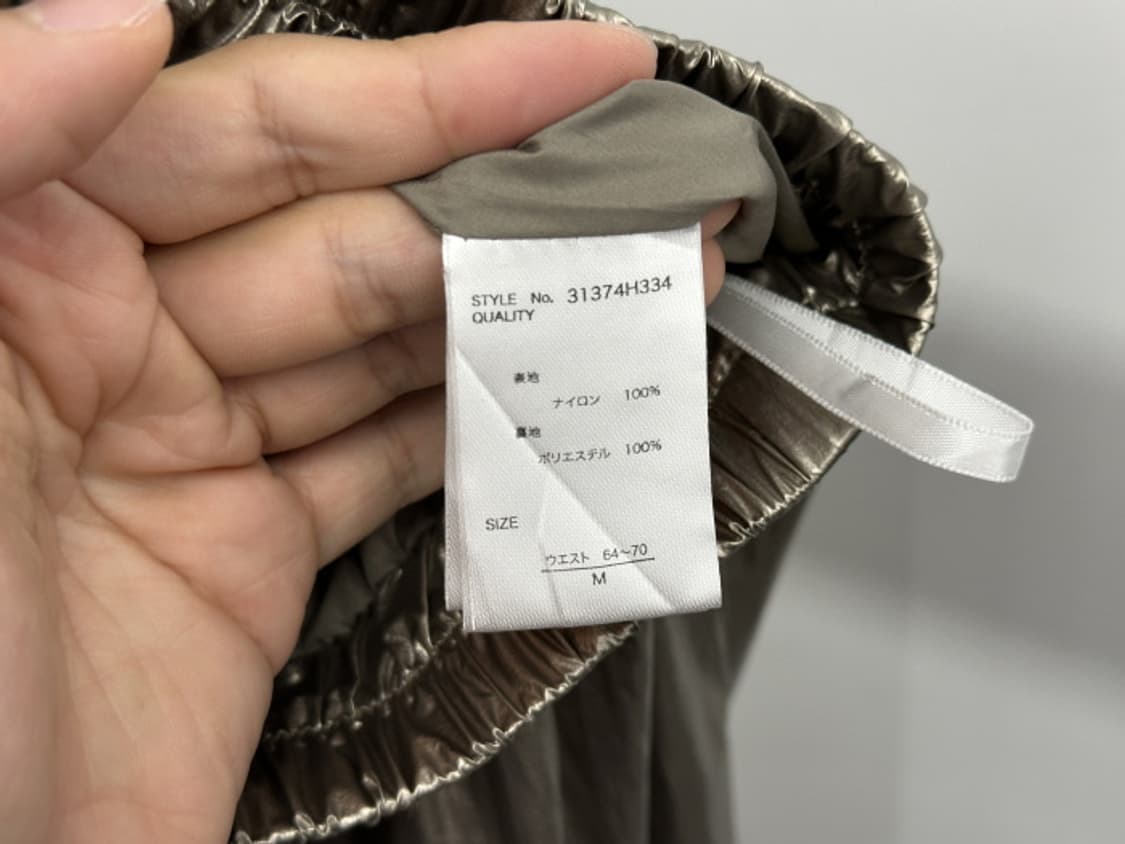 STYLE No. 31374H334
QUALITY
表地
ナイロン 100%
裏地
ポリエステル 100%
SIZE
ウエスト 64~70
M